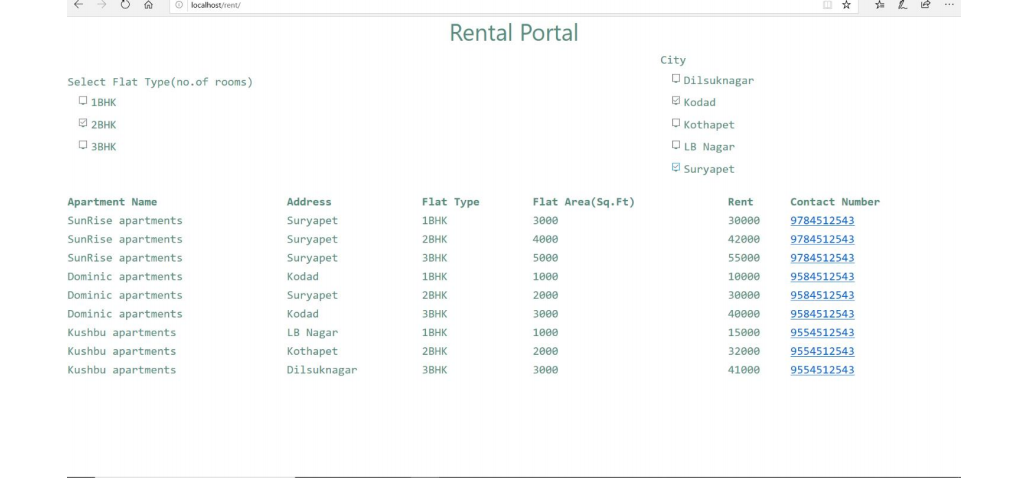 localhost/rent/
Rental Portal
City
Select Flat Type(no.of rooms)
Dilsuknagar
1BHK
Kodad
2BHK
Kothapet
3BHK
LB Nagar
Suryapet
Apartment Name Address Flat Type Flat Area(Sq.Ft) Rent Contact Number
SunRise apartments Suryapet 1BHK 3000 30000 9784512543
SunRise apartments Suryapet 2BHK 4000 42000 9784512543
SunRise apartments Suryapet 3BHK 5000 55000 9784512543
Dominic apartments Kodad 1BHK 1000 10000 9584512543
Dominic apartments Suryapet 2BHK 2000 30000 9584512543
Dominic apartments Kodad 3BHK 3000 40000 9584512543
Kushbu apartments LB Nagar 1BHK 1000 15000 9554512543
Kushbu apartments Kothapet 2BHK 2000 32000 9554512543
Kushbu apartments Dilsuknagar 3BHK 3000 41000 9554512543